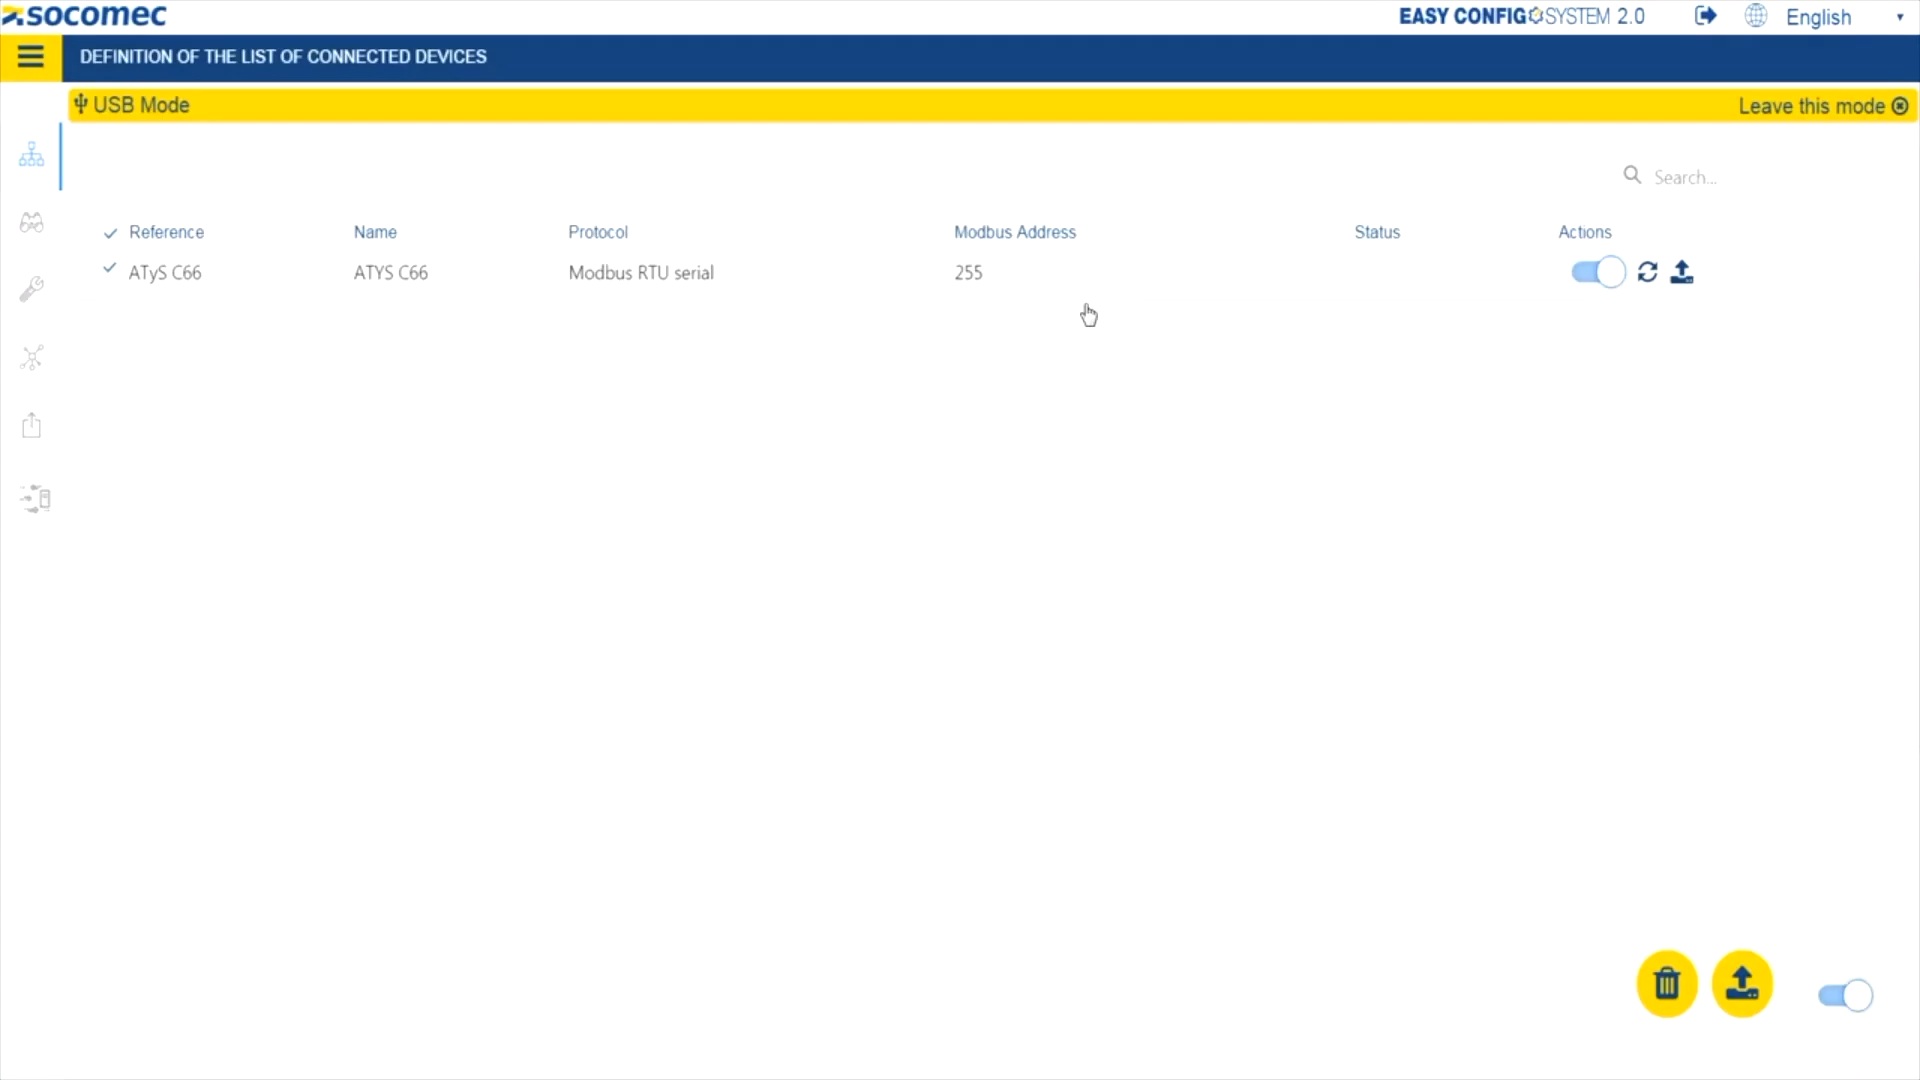 socomec
EASY CONFIG SYSTEM 2.0
English
DEFINITION OF THE LIST OF CONNECTED DEVICES
USB Mode
Leave this mode
Search...
Reference Name Protocol Modbus Address Status Actions
ATyS C66 ATYS C66 Modbus RTU serial 255